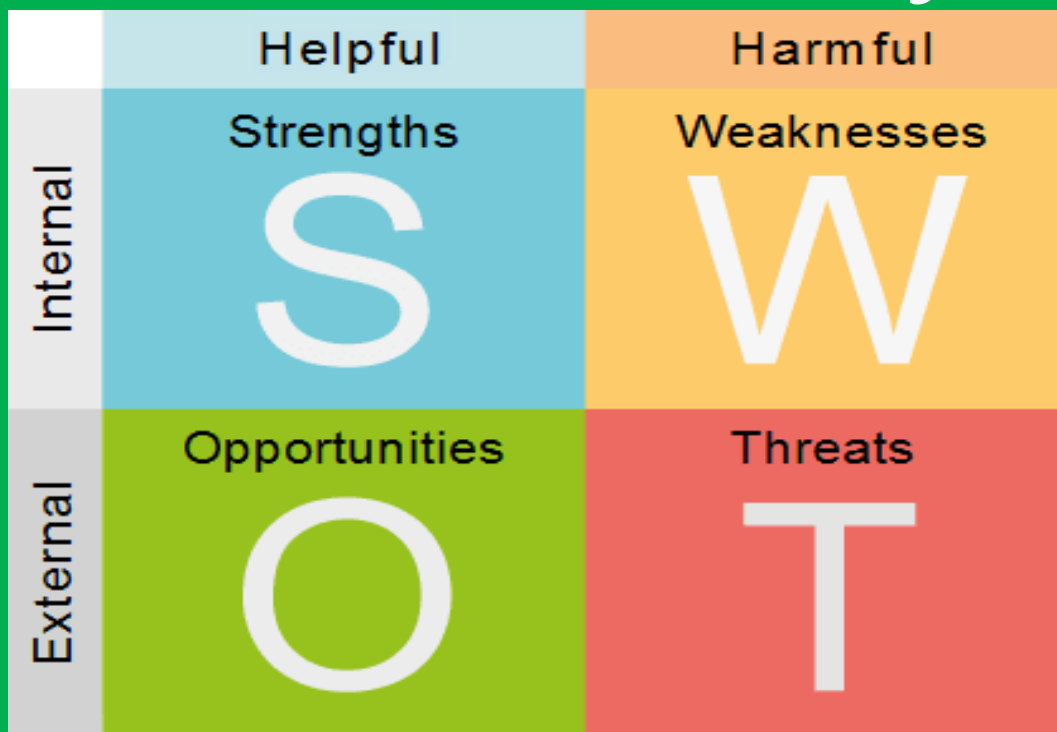 Helpful
Harmful
Internal
Strengths
S
Weaknesses
W
External
Opportunities
O
Threats
T